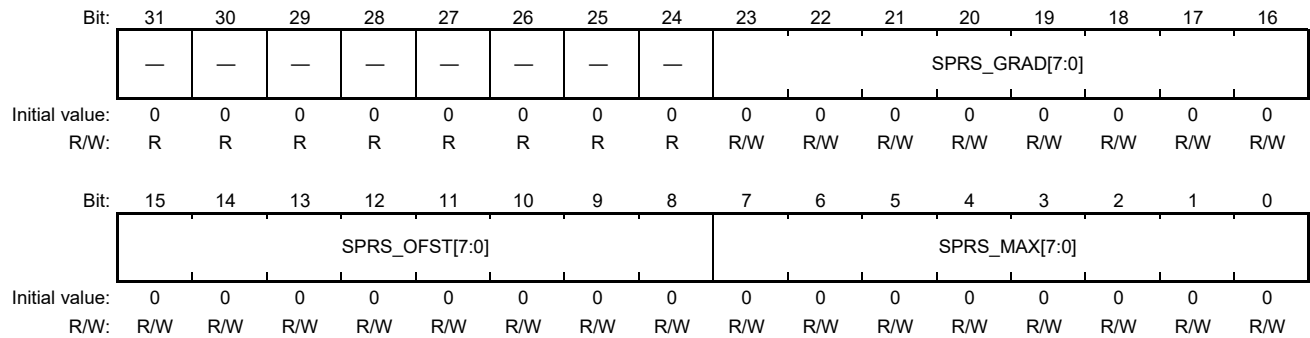 Bit: 31 30 29 28 27 26 25 24 23 22 21 20 19 18 17 16
— — — — — — — — SPRS_GRAD[7:0]
Initial value: 0 0 0 0 0 0 0 0 0 0 0 0 0 0 0 0
R/W: R R R R R R R R R/W R/W R/W R/W R/W R/W R/W R/W
Bit: 15 14 13 12 11 10 9 8 7 6 5 4 3 2 1 0
SPRS_OFST[7:0] SPRS_MAX[7:0]
Initial value: 0 0 0 0 0 0 0 0 0 0 0 0 0 0 0 0
R/W: R/W R/W R/W R/W R/W R/W R/W R/W R/W R/W R/W R/W R/W R/W R/W R/W